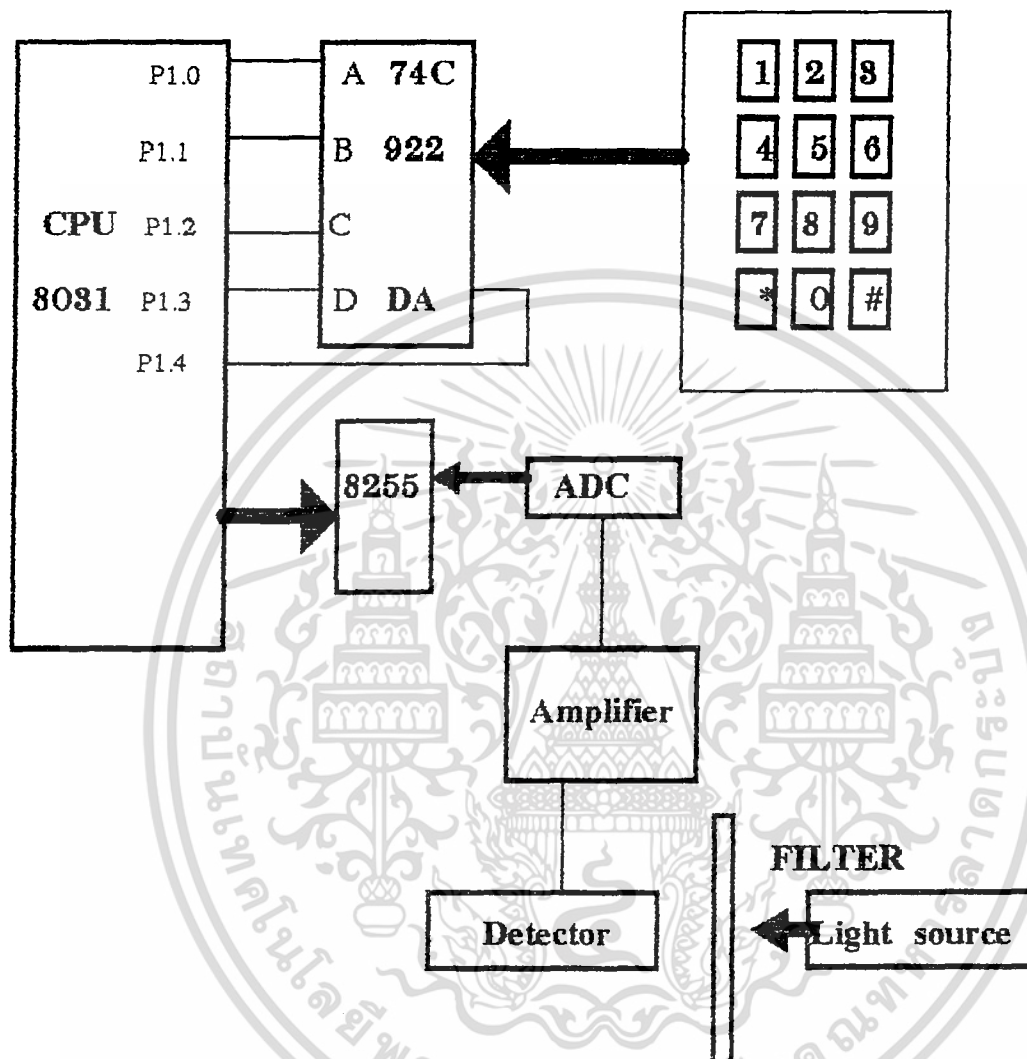 P1.0
P1.1
CPU P1.2
8031 P1.3
P1.4
A 74C
B 922
C
D DA
1 2 3
4 5 6
7 8 9
* 0 #
8255
ADC
Amplifier
FILTER
Detector
Light source